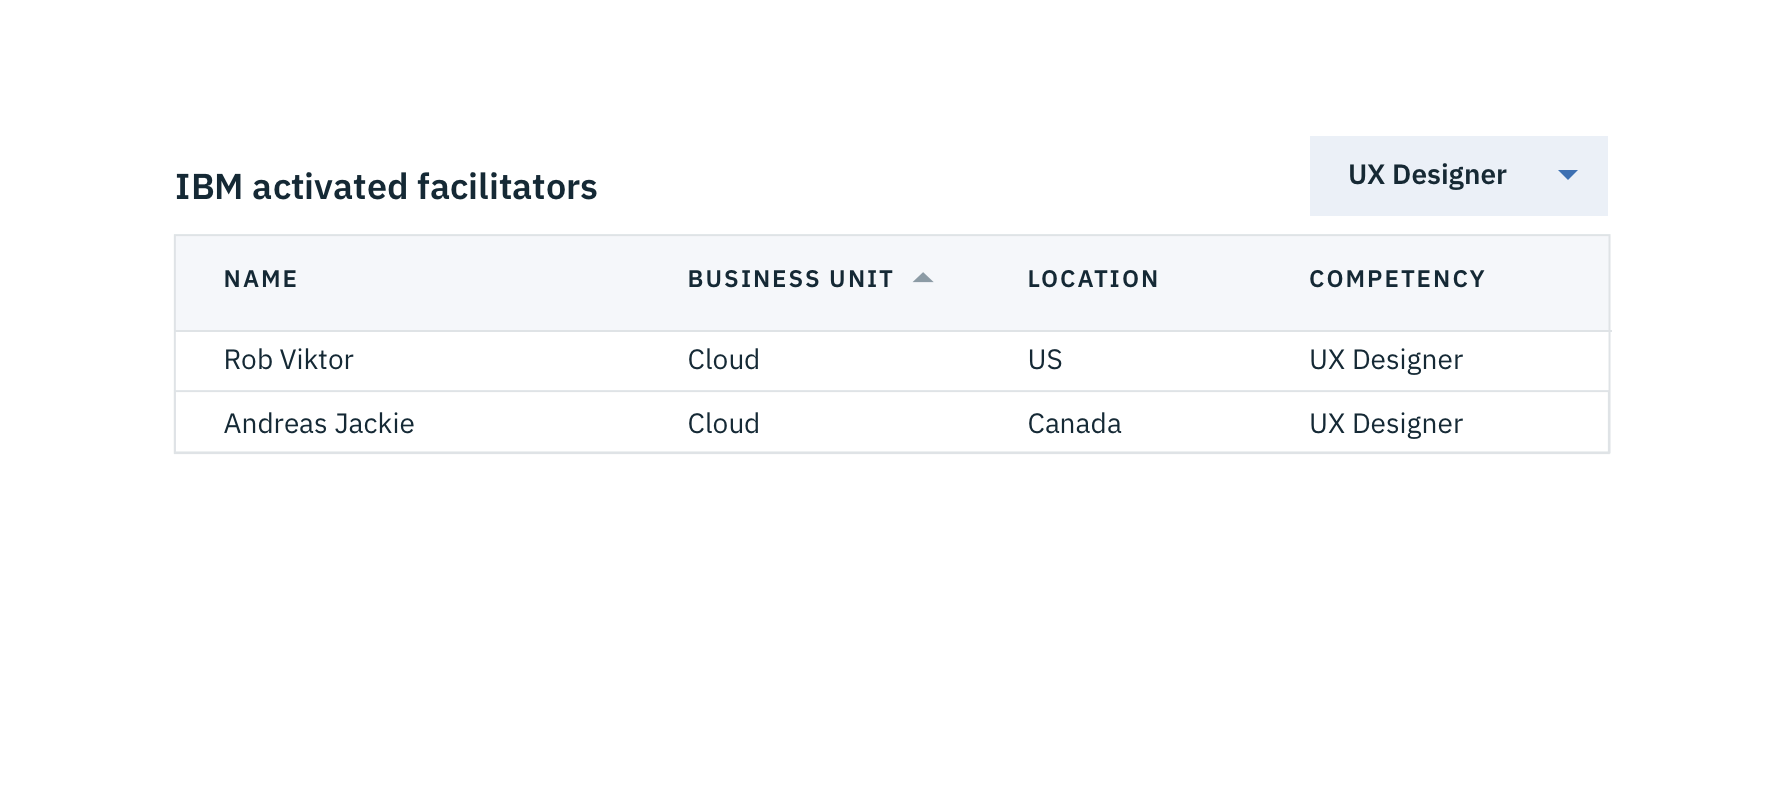 IBM activated facilitators
UX Designer
NAME BUSINESS UNIT LOCATION COMPETENCY
Rob Viktor Cloud US UX Designer
Andreas Jackie Cloud Canada UX Designer